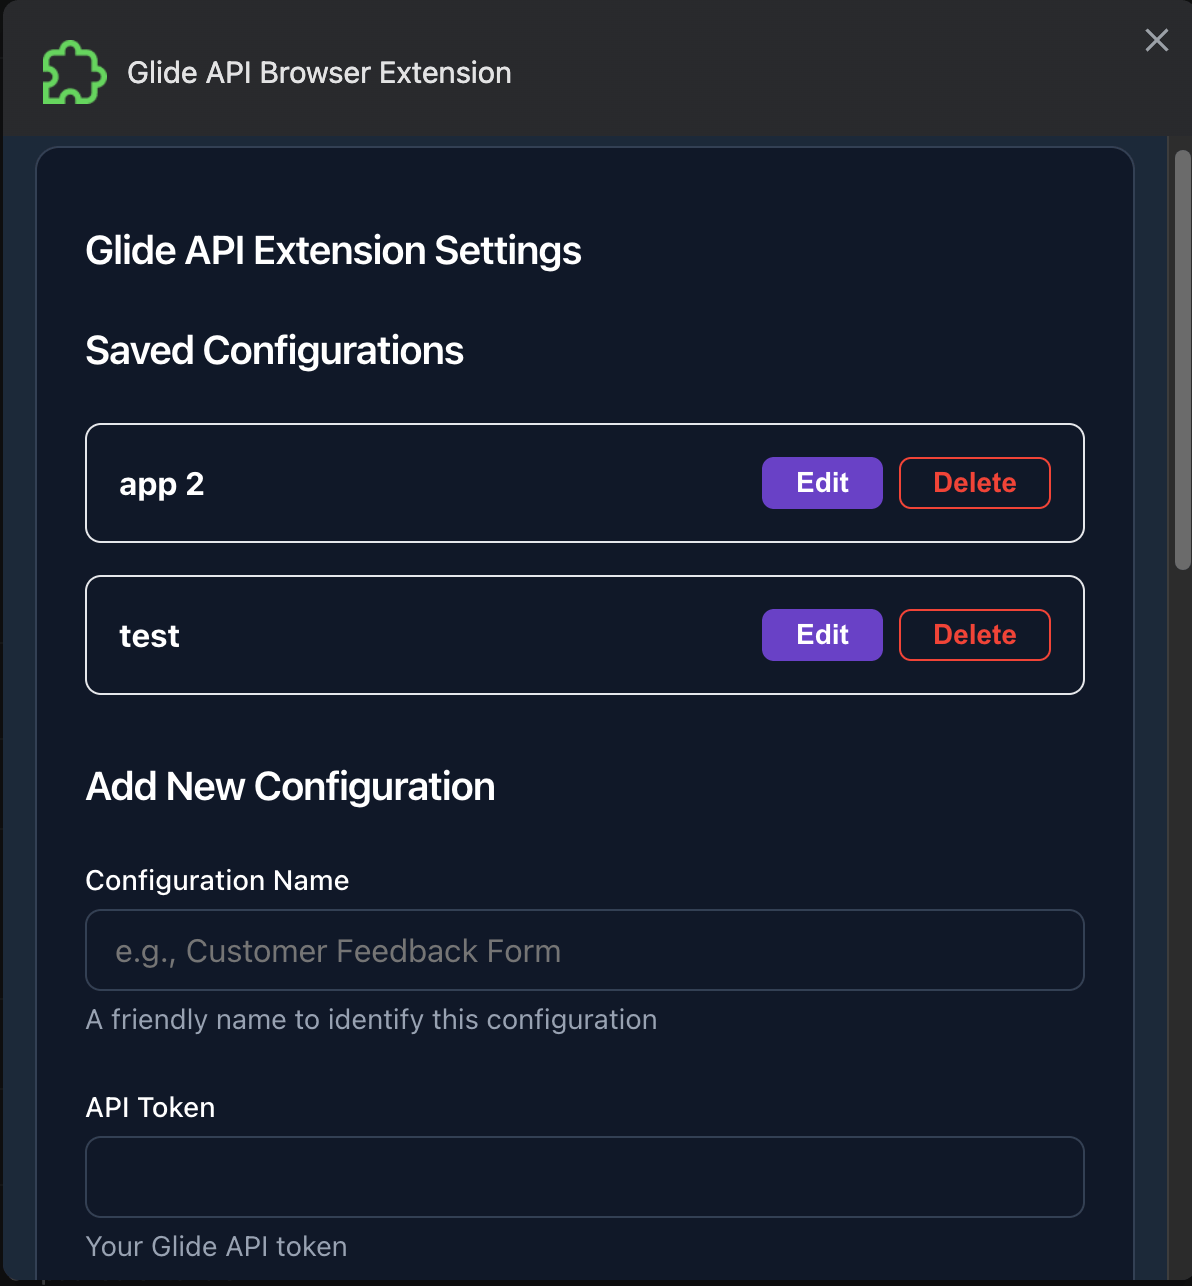 Glide API Browser Extension
Glide API Extension Settings
Saved Configurations
app 2 Edit Delete
test Edit Delete
Add New Configuration
Configuration Name
e.g., Customer Feedback Form
A friendly name to identify this configuration
API Token
Your Glide API token